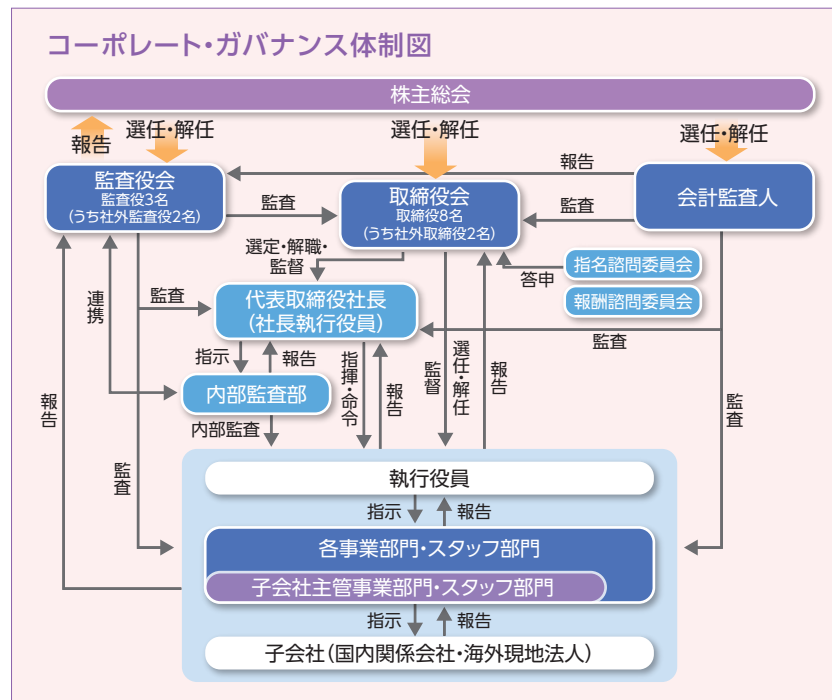 コーポレート・ガバナンス体制図
株主総会
報告
選任・解任
選任・解任
選任・解任
報告
監査役会
監査役3名
(うち社外監査役2名)
監査
取締役会
取締役8名
(うち社外取締役2名)
監査
会計監査人
選定・解職・
監督
答申
指名諮問委員会
報酬諮問委員会
連携
監査
代表取締役社長
(社長執行役員)
監査
指示
報告
指揮・命令
報告
監督
選任・解任
報告
内部監査部
内部監査
報告
監査
監査
執行役員
指示
報告
各事業部門・スタッフ部門
子会社主管事業部門・スタッフ部門
指示
報告
子会社(国内関係会社・海外現地法人)